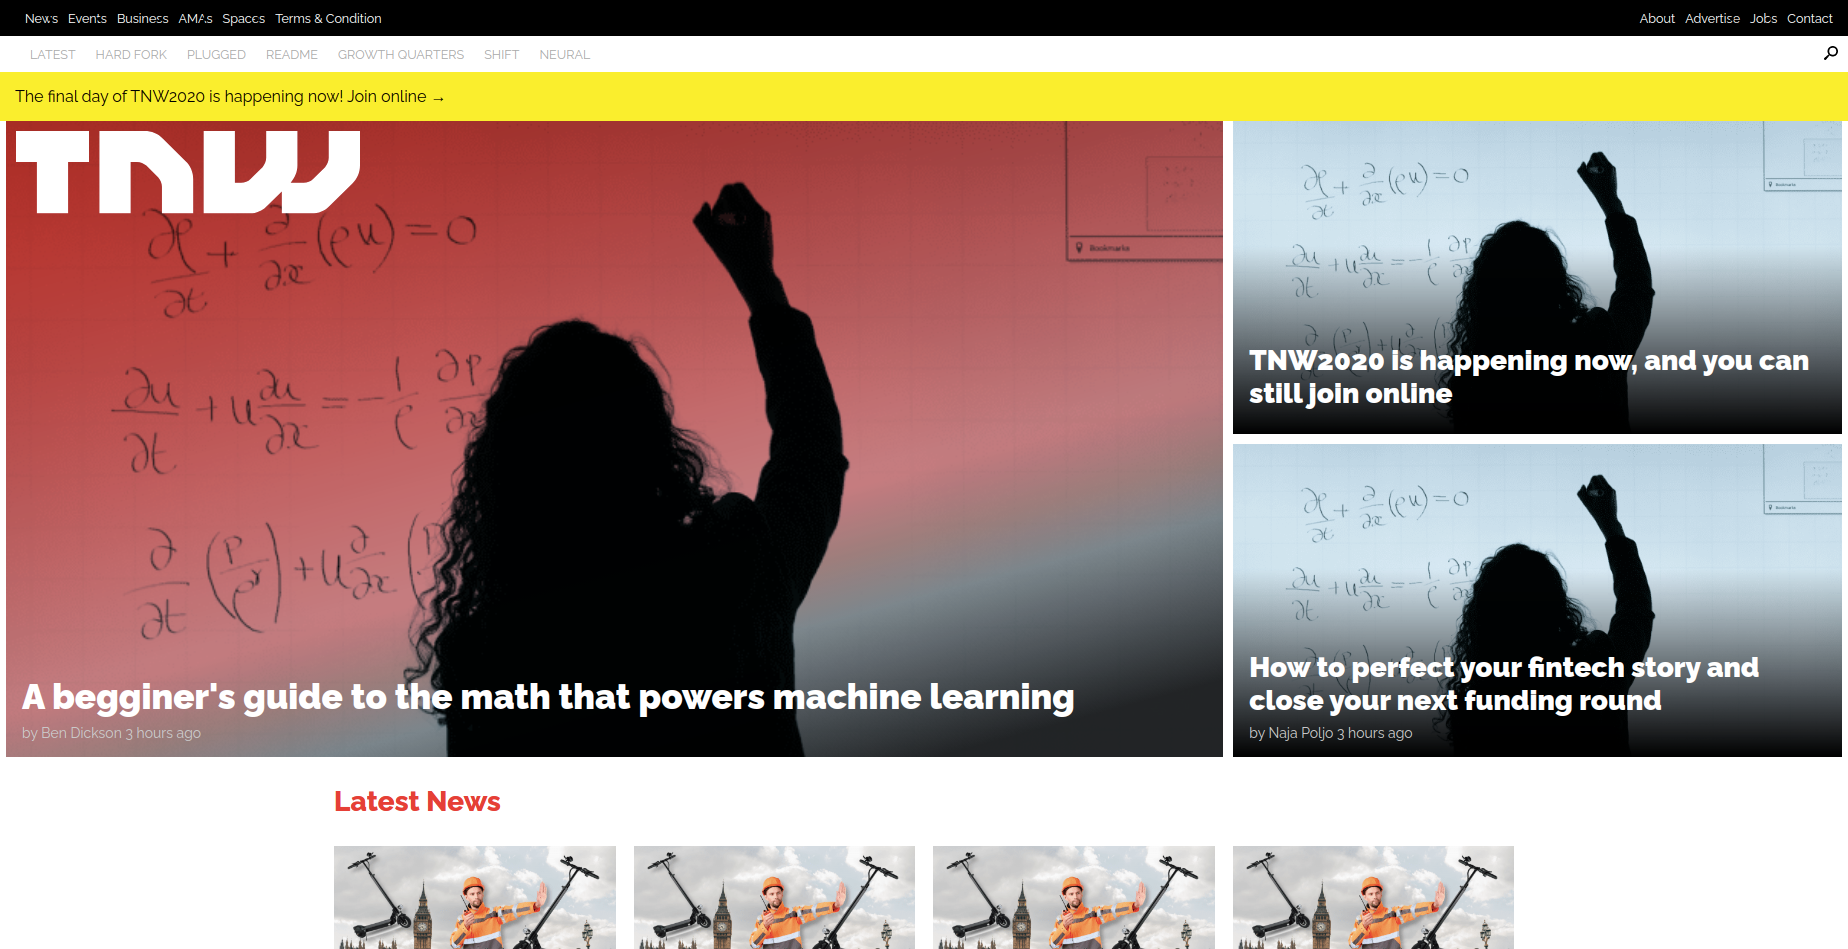 News Events Business AMAs Spaces Terms & Condition About Advertise Jobs Contact
LATEST HARD FORK PLUGGED README GROWTH QUARTERS SHIFT NEURAL
The final day of TNW2020 is happening now! Join online →
TNW
Bookmarks
A begginer's guide to the math that powers machine learning
by Ben Dickson 3 hours ago
Bookmarks
TNW2020 is happening now, and you can
still join online
Bookmarks
How to perfect your fintech story and
close your next funding round
by Naja Poljo 3 hours ago
Latest News